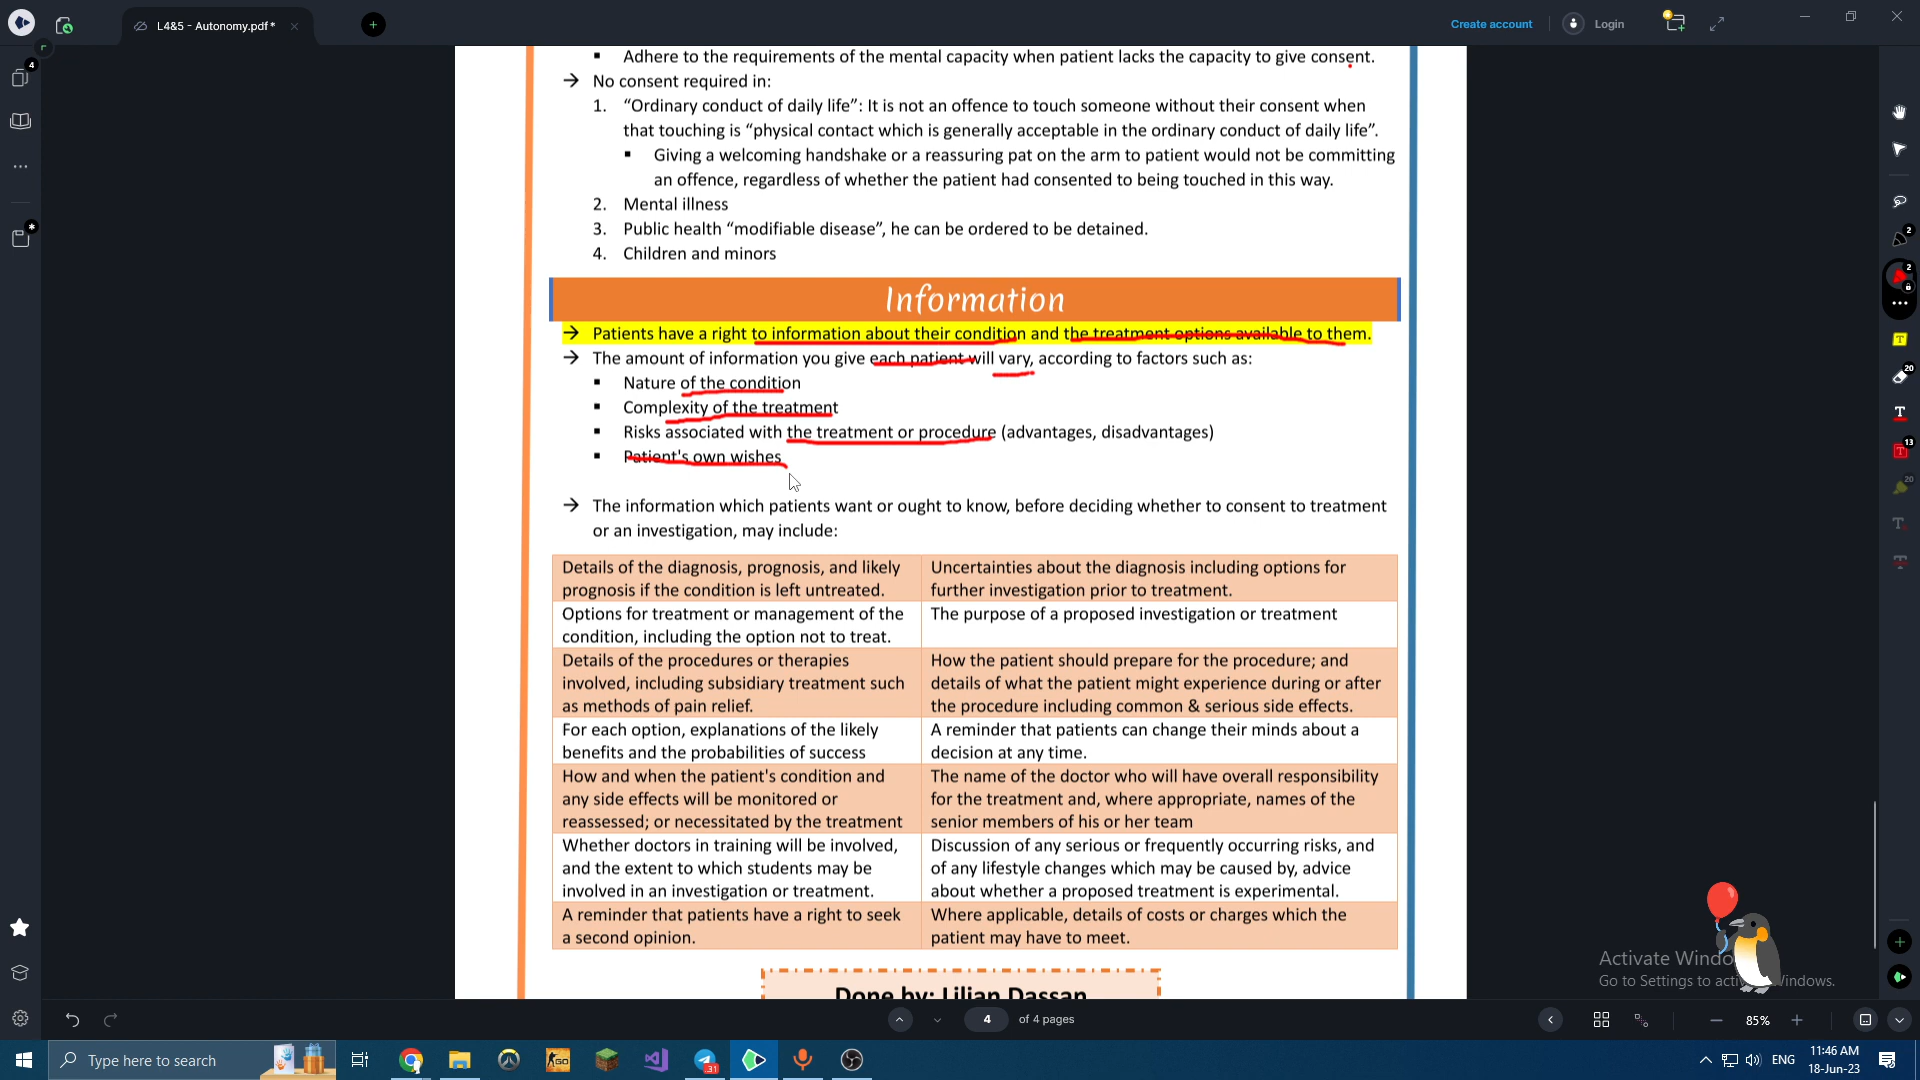 L4&5 - Autonomy.pdf *
Create account
Login
4
▪ Adhere to the requirements of the mental capacity when patient lacks the capacity to give consent.
→ No consent required in:
1. “Ordinary conduct of daily life”: It is not an offence to touch someone without their consent when
that touching is “physical contact which is generally acceptable in the ordinary conduct of daily life”.
▪ Giving a welcoming handshake or a reassuring pat on the arm to patient would not be committing
an offence, regardless of whether the patient had consented to being touched in this way.
2. Mental illness
3. Public health “modifiable disease”, he can be ordered to be detained.
4. Children and minors
Information
→ Patients have a right to information about their condition and the treatment options available to them.
→ The amount of information you give each patient will vary, according to factors such as:
▪ Nature of the condition
▪ Complexity of the treatment
▪ Risks associated with the treatment or procedure (advantages, disadvantages)
▪ Patient's own wishes
→ The information which patients want or ought to know, before deciding whether to consent to treatment
or an investigation, may include:
Details of the diagnosis, prognosis, and likely
prognosis if the condition is left untreated.
Uncertainties about the diagnosis including options for
further investigation prior to treatment.
Options for treatment or management of the
condition, including the option not to treat.
The purpose of a proposed investigation or treatment
Details of the procedures or therapies
involved, including subsidiary treatment such
as methods of pain relief.
How the patient should prepare for the procedure; and
details of what the patient might experience during or after
the procedure including common & serious side effects.
For each option, explanations of the likely
benefits and the probabilities of success
A reminder that patients can change their minds about a
decision at any time.
How and when the patient's condition and
any side effects will be monitored or
reassessed; or necessitated by the treatment
The name of the doctor who will have overall responsibility
for the treatment and, where appropriate, names of the
senior members of his or her team
Whether doctors in training will be involved,
and the extent to which students may be
involved in an investigation or treatment.
Discussion of any serious or frequently occurring risks, and
of any lifestyle changes which may be caused by, advice
about whether a proposed treatment is experimental.
A reminder that patients have a right to seek
a second opinion.
Where applicable, details of costs or charges which the
patient may have to meet.
Done by: Lilian Dassan
2
2
20
13
20
Activate Windo
Go to Settings to acti indows.
4 of 4 pages
85%
Type here to search
GO
31
ENG
11:46 AM
18-Jun-23